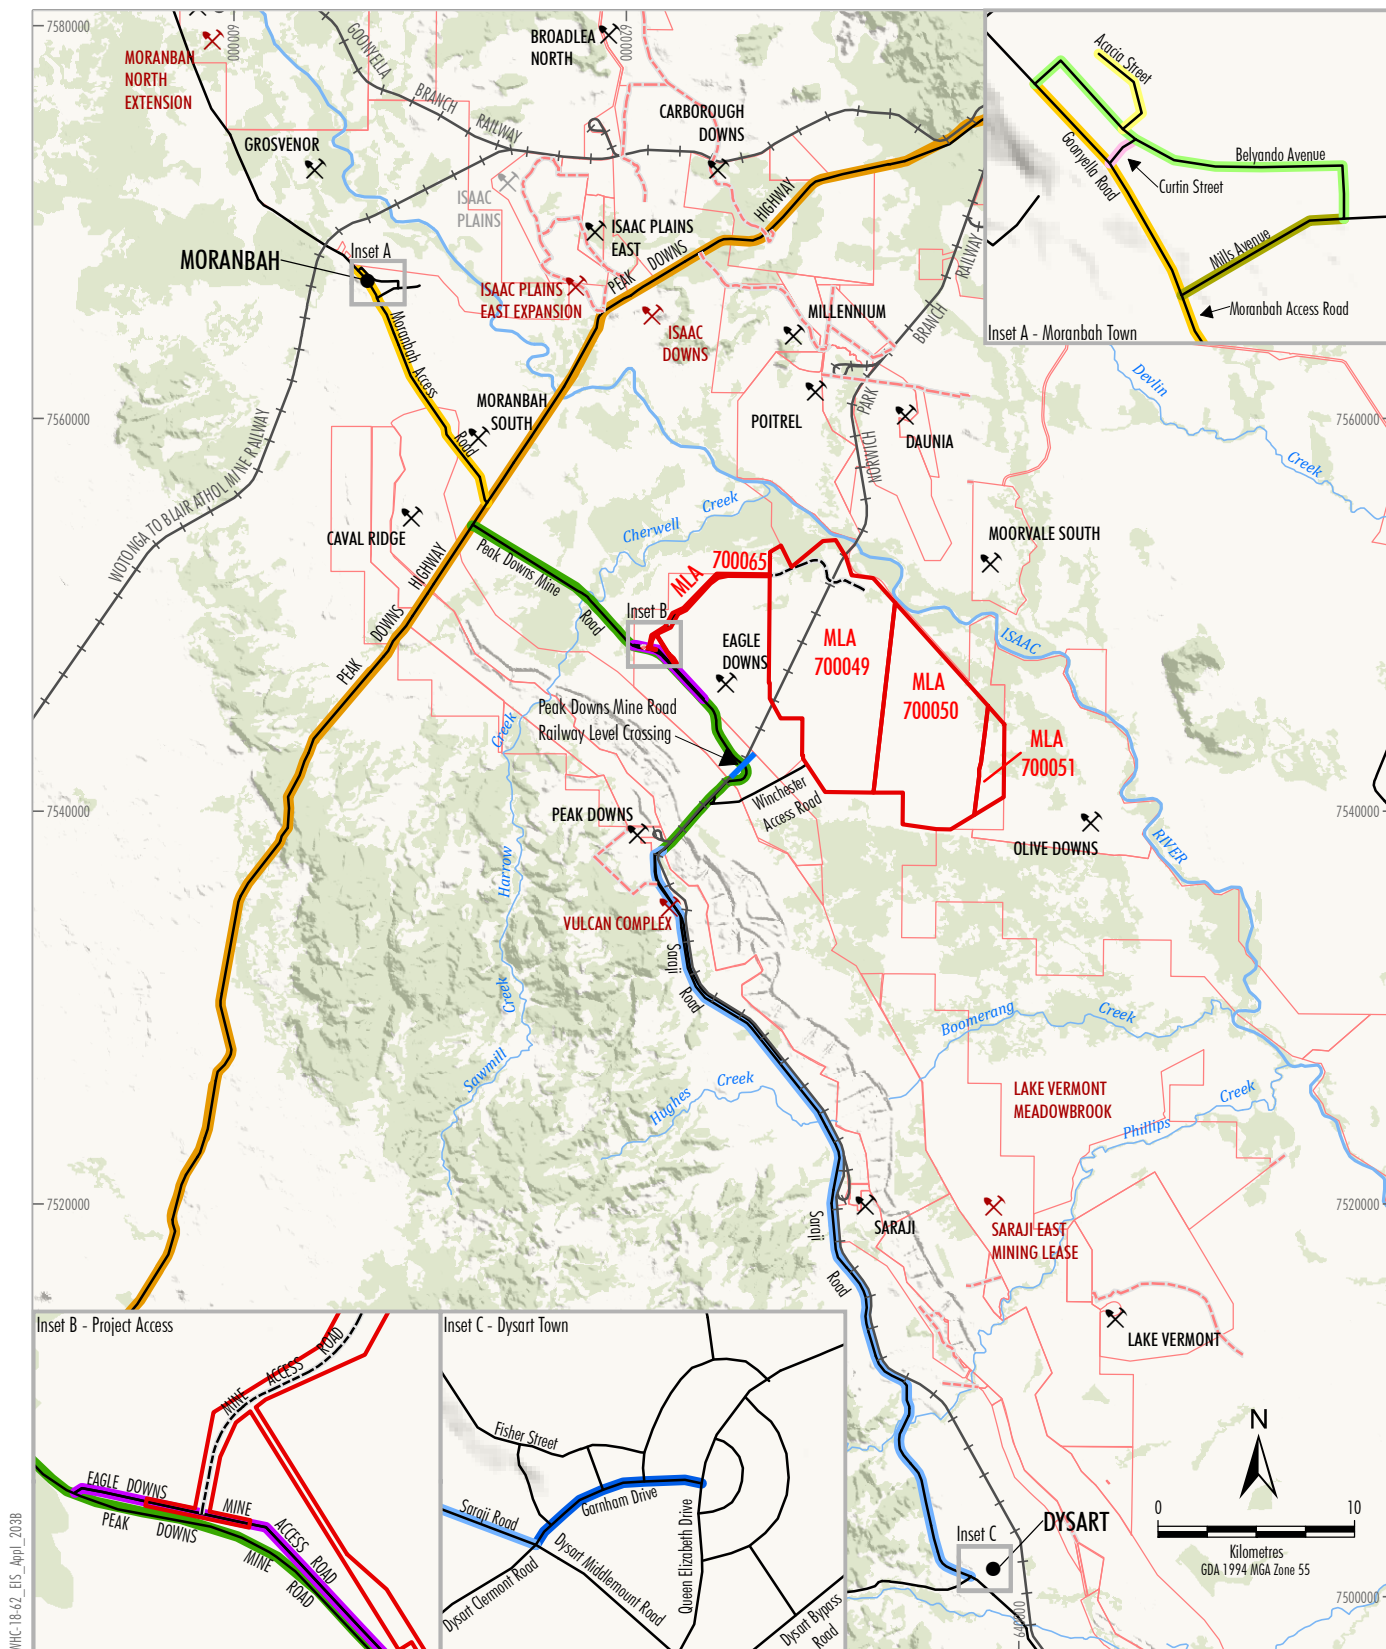 7580000
600000
620000
GOONYELLA
BRANCH
RAILWAY
MORANBAH
NORTH
EXTENSION
BROADLEA
NORTH
GROSVENOR
CARBOROUGH
DOWNS
ISAAC
PLAINS
ISAAC PLAINS
EAST
PEAK
DOWNS
HIGHWAY
MORANBAH
Inset A
ISAAC PLAINS
EAST EXPANSION
ISAAC
DOWNS
MILLENNIUM
RAILWAY
BRANCH
PARK
NORWICH
Acacia Street
Goonyella Road
Belyando Avenue
Curtin Street
Mills Avenue
Moranbah Access Road
Inset A - Moranbah Town
Moranbah Access
Road
MORANBAH
SOUTH
POITREL
DAUNIA
Devlin
Creek
7560000
7560000
WOTONGA TO BLAIR ATHOL MINE RAILWAY
CAVAL RIDGE
Cherwell
Creek
MOORVALE SOUTH
Peak Downs Mine
Road
PEAK
DOWNS
HIGHWAY
MLA
700065
Inset B
EAGLE
DOWNS
MLA
700049
MLA
700050
MLA
700051
ISAAC
RIVER
Peak Downs Mine Road
Railway Level Crossing
Winchester
Access Road
Creek
Harrow
7540000
7540000
PEAK DOWNS
OLIVE DOWNS
VULCAN COMPLEX
Saraji
Road
Creek
Sawmill
Hughes
Creek
Boomerang
Creek
LAKE VERMONT
MEADOWBROOK
Phillips
Creek
7520000
7520000
SARAJI
Saraji
Road
SARAJI EAST
MINING LEASE
LAKE VERMONT
Inset B - Project Access
MINE
ACCESS
ROAD
EAGLE DOWNS
MINE
ACCESS
ROAD
PEAK
DOWNS
MINE
ROAD
Inset C - Dysart Town
Fisher Street
Saraji Road
Garnham Drive
Dysart Clermont Road
Dysart Middlemount Road
Queen Elizabeth Drive
Dysart Bypass
Road
N
0
10
Kilometres
GDA 1994 MGA Zone 55
Inset C
DYSART
640000
7500000
WHC-18-62_EIS_Appl_203B